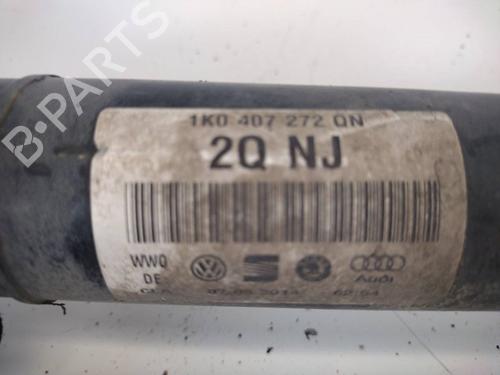 1K0 407 272 QN
2Q NJ
WWQ
DE
Audi
B-PARTS